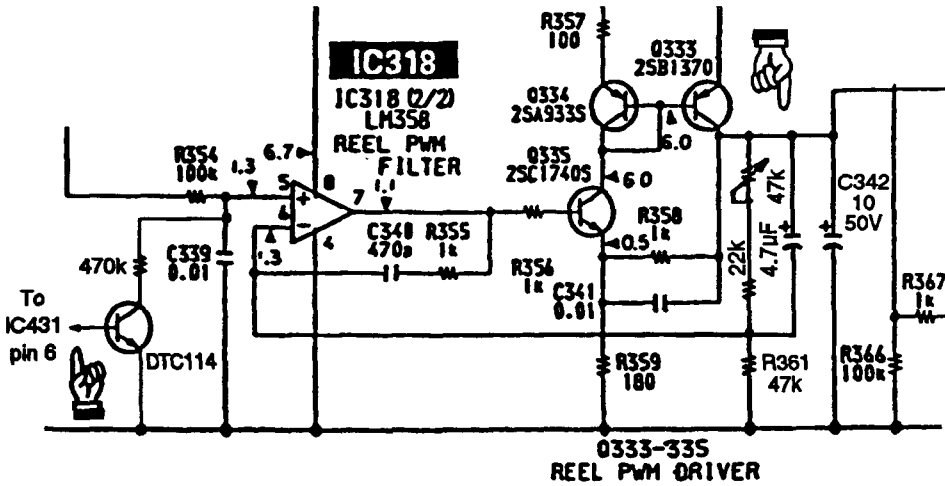 R357
100
Q333
2SB1370
IC318
IC318 (2/2)
LM358
REEL PWM
FILTER
Q334
2SA933S
6.0
Q335
2SC1740S
R354
100k
1.3
6.7
5
8
+
7
1.1
6
-
4
1.3
6.0
R358
1k
0.5
47k
C342
10
50V
C339
0.01
C340
470p
R355
1k
470k
R356
1k
C341
0.01
22k
4.7µF
+
+
R367
1k
To
IC431
pin 6
DTC114
R359
180
R361
47k
R366
100k
Q333-335
REEL PWM DRIVER